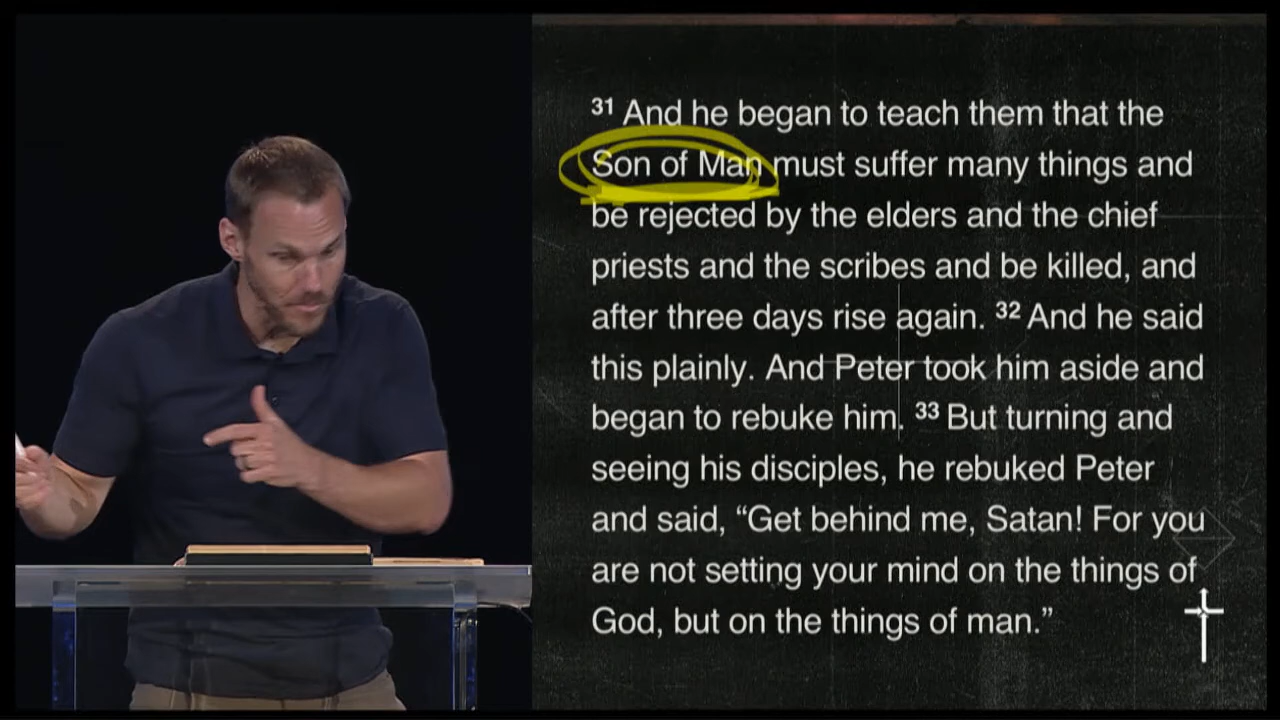 31 And he began to teach them that the
Son of Man must suffer many things and
be rejected by the elders and the chief
priests and the scribes and be killed, and
after three days rise again. 32 And he said
this plainly. And Peter took him aside and
began to rebuke him. 33 But turning and
seeing his disciples, he rebuked Peter
and said, “Get behind me, Satan! For you
are not setting your mind on the things of
God, but on the things of man.”